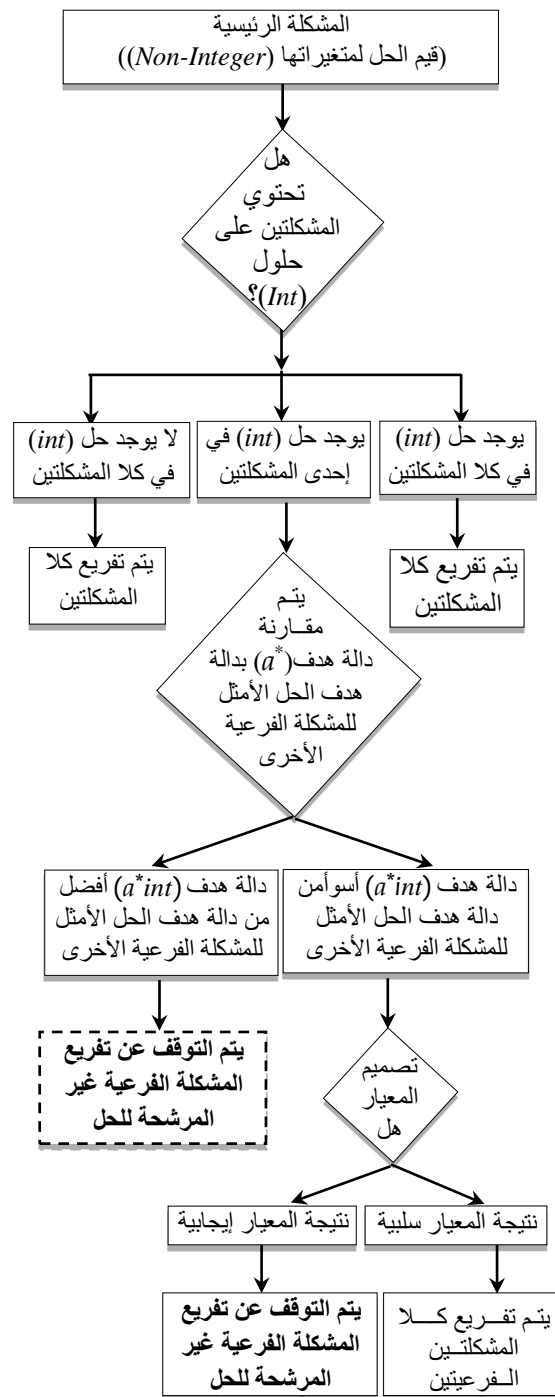 المشكلة الرئيسية
(قيم الحل لمتغيراتها (Non-Integer))
هل
تحتوي
المشكلتين على
حلول
(Int)؟
يوجد حل (int)
في كلا المشكلتين
يوجد حل (int) في
إحدى المشكلتين
لا يوجد حل (int)
في كلا المشكلتين
يتم تفريع كلا
المشكلتين
يتم تفريع كلا
المشكلتين
يتم
مقارنة
دالة هدف(a*) بدالة
هدف الحل الأمثل
للمشكلة الفرعية
الأخرى
دالة هدف (a*int) أسوأمن
دالة هدف الحل الأمثل
للمشكلة الفرعية الأخرى
دالة هدف (a*int) أفضل
من دالة هدف الحل الأمثل
للمشكلة الفرعية الأخرى
يتم التوقف عن تفريع
المشكلة الفرعية غير
المرشحة للحل
تصميم
المعيار
هل
نتيجة المعيار سلبية
نتيجة المعيار إيجابية
يتم تفريع كلا
المشكلتين
الفرعيتين
يتم التوقف عن تفريع
المشكلة الفرعية غير
المرشحة للحل